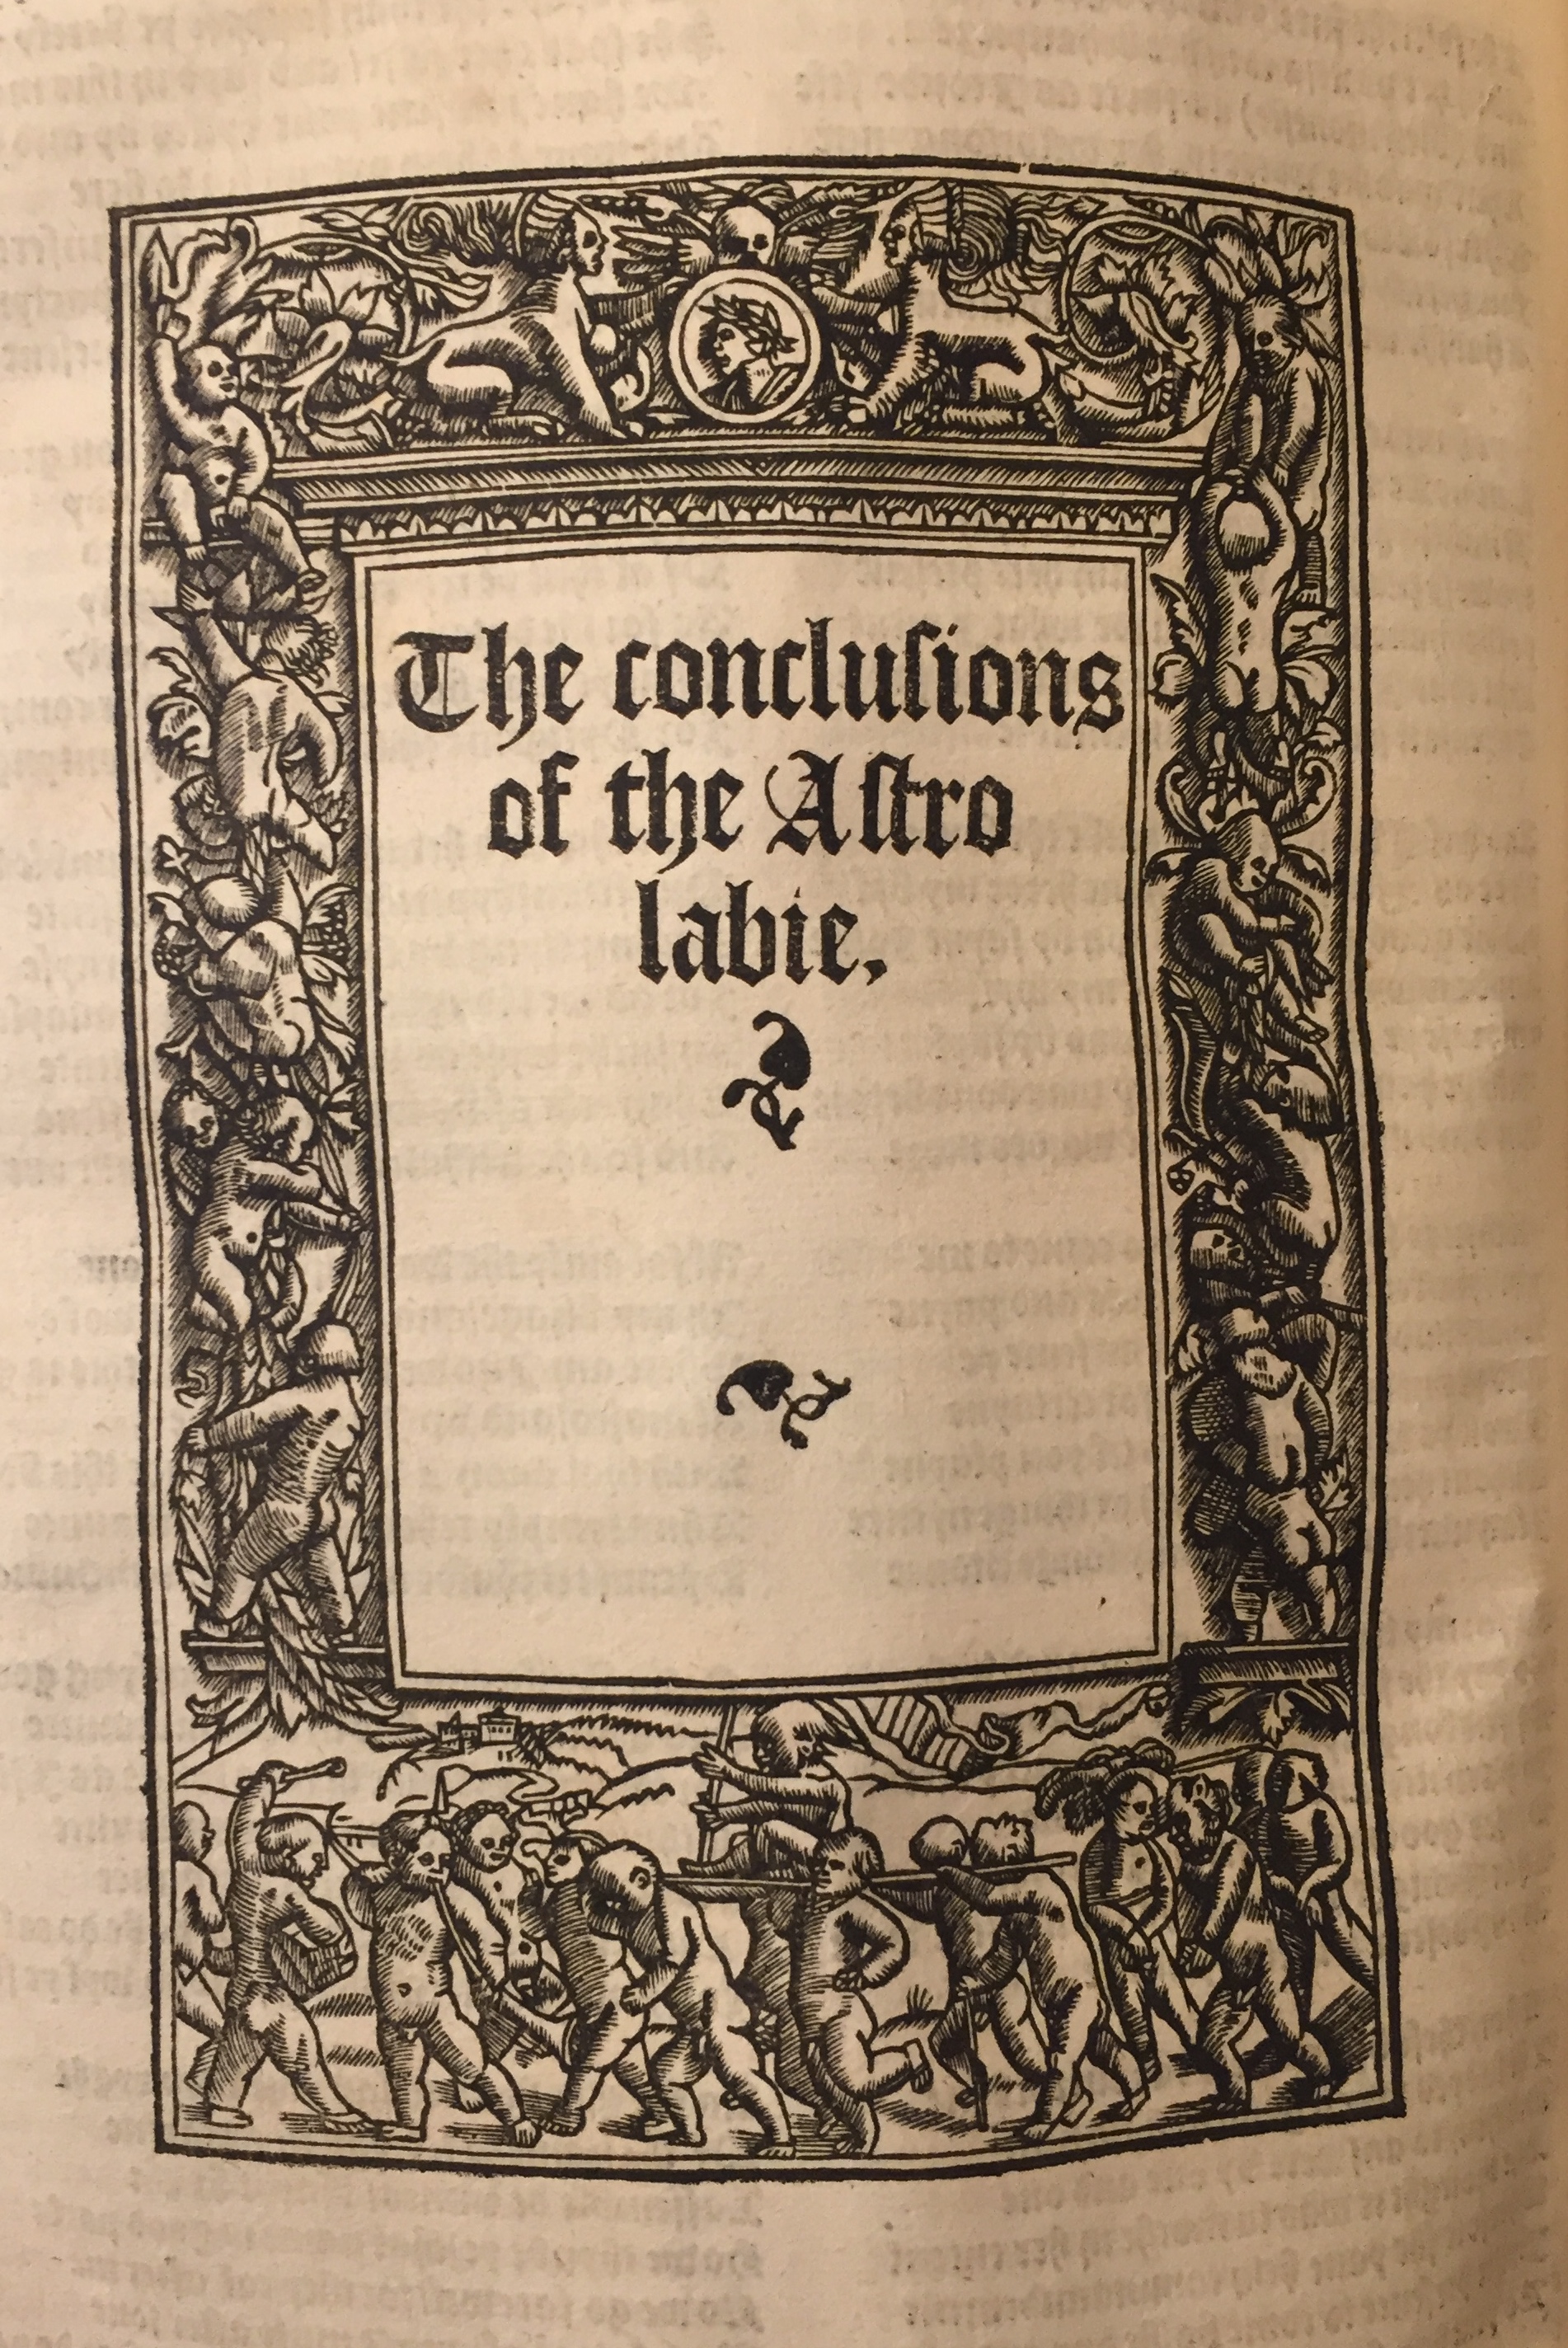 The concluſions
of the Aſtro
labie.